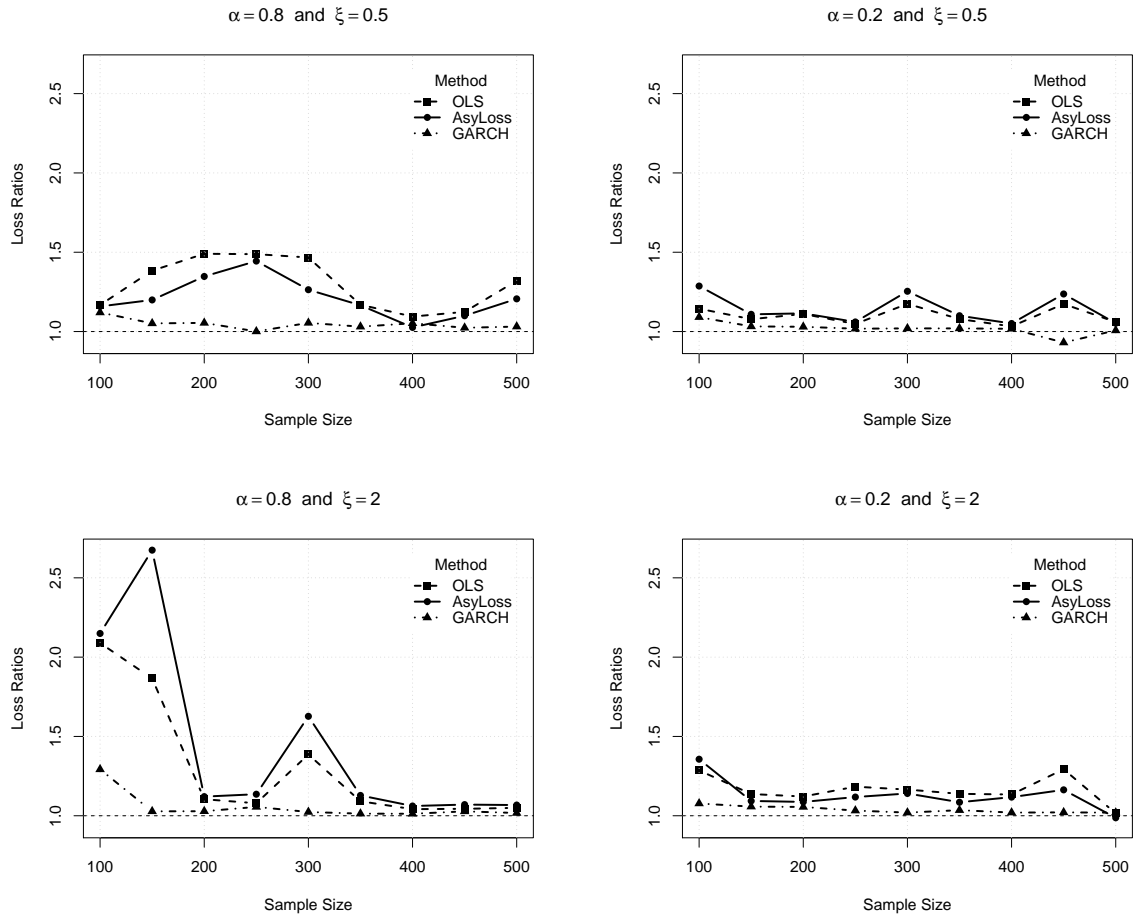 α = 0.8 and ξ = 0.5
Loss Ratios
2.5
2.0
1.5
1.0
Method
OLS
AsyLoss
GARCH
100 200 300 400 500
Sample Size
α = 0.2 and ξ = 0.5
Loss Ratios
2.5
2.0
1.5
1.0
Method
OLS
AsyLoss
GARCH
100 200 300 400 500
Sample Size
α = 0.8 and ξ = 2
Loss Ratios
2.5
2.0
1.5
1.0
Method
OLS
AsyLoss
GARCH
100 200 300 400 500
Sample Size
α = 0.2 and ξ = 2
Loss Ratios
2.5
2.0
1.5
1.0
Method
OLS
AsyLoss
GARCH
100 200 300 400 500
Sample Size